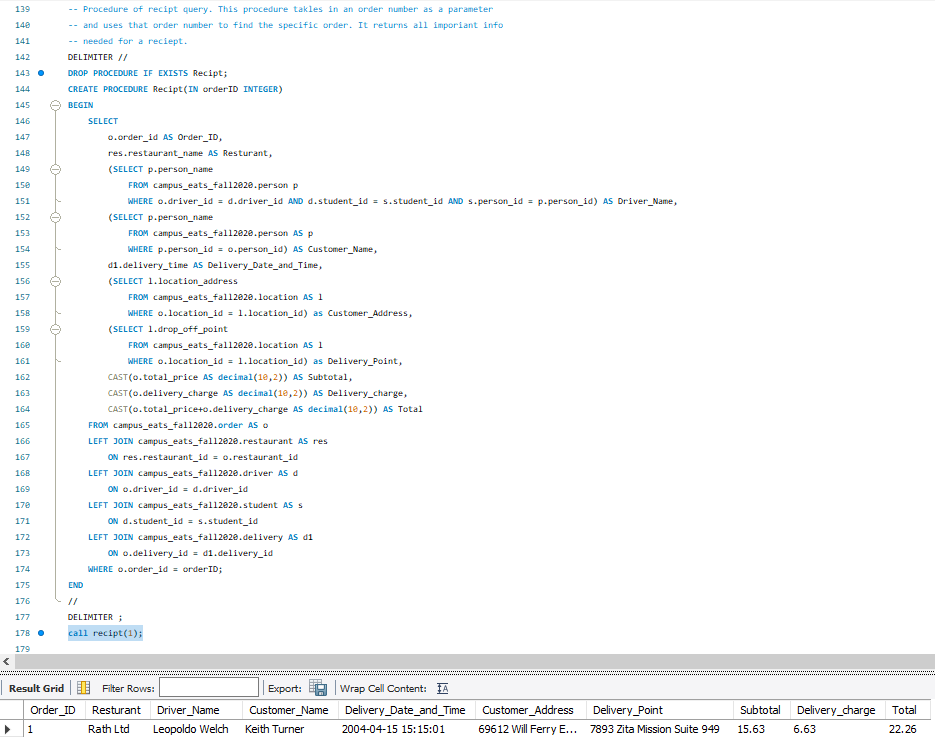 139 -- Procedure of recipt query. This procedure tables in an order number as a parameter
140 -- and uses that order number to find the specific order. It returns all imporiant info
141 -- needed for a reciept.
142 DELIMITER //
143 DROP PROCEDURE IF EXISTS Recipt;
144 CREATE PROCEDURE Recipt(IN orderID INTEGER)
145 BEGIN
146 SELECT
147 o.order_id AS Order_ID,
148 res.restaurant_name AS Resturant,
149 (SELECT p.person_name
150 FROM campus_eats_fall2020.person p
151 WHERE o.driver_id = d.driver_id AND d.student_id = s.student_id AND s.person_id = p.person_id) AS Driver_Name,
152 (SELECT p.person_name
153 FROM campus_eats_fall2020.person AS p
154 WHERE p.person_id = o.person_id) AS Customer_Name,
155 d1.delivery_time AS Delivery_Date_and_Time,
156 (SELECT l.location_address
157 FROM campus_eats_fall2020.location AS l
158 WHERE o.location_id = l.location_id) as Customer_Address,
159 (SELECT l.drop_off_point
160 FROM campus_eats_fall2020.location AS l
161 WHERE o.location_id = l.location_id) as Delivery_Point,
162 CAST(o.total_price AS decimal(10,2)) AS Subtotal,
163 CAST(o.delivery_charge AS decimal(10,2)) AS Delivery_charge,
164 CAST(o.total_price+o.delivery_charge AS decimal(10,2)) AS Total
165 FROM campus_eats_fall2020.order AS o
166 LEFT JOIN campus_eats_fall2020.restaurant AS res
167 ON res.restaurant_id = o.restaurant_id
168 LEFT JOIN campus_eats_fall2020.driver AS d
169 ON o.driver_id = d.driver_id
170 LEFT JOIN campus_eats_fall2020.student AS s
171 ON d.student_id = s.student_id
172 LEFT JOIN campus_eats_fall2020.delivery AS d1
173 ON o.delivery_id = d1.delivery_id
174 WHERE o.order_id = orderID;
175 END
176 //
177 DELIMITER ;
178 call recipt(1);
179
Result Grid Filter Rows: Export: Wrap Cell Content:
Order_ID Resturant Driver_Name Customer_Name Delivery_Date_and_Time Customer_Address Delivery_Point Subtotal Delivery_charge Total
1 Rath Ltd Leopoldo Welch Keith Turner 2004-04-15 15:15:01 69612 Will Ferry E... 7893 Zita Mission Suite 949 15.63 6.63 22.26